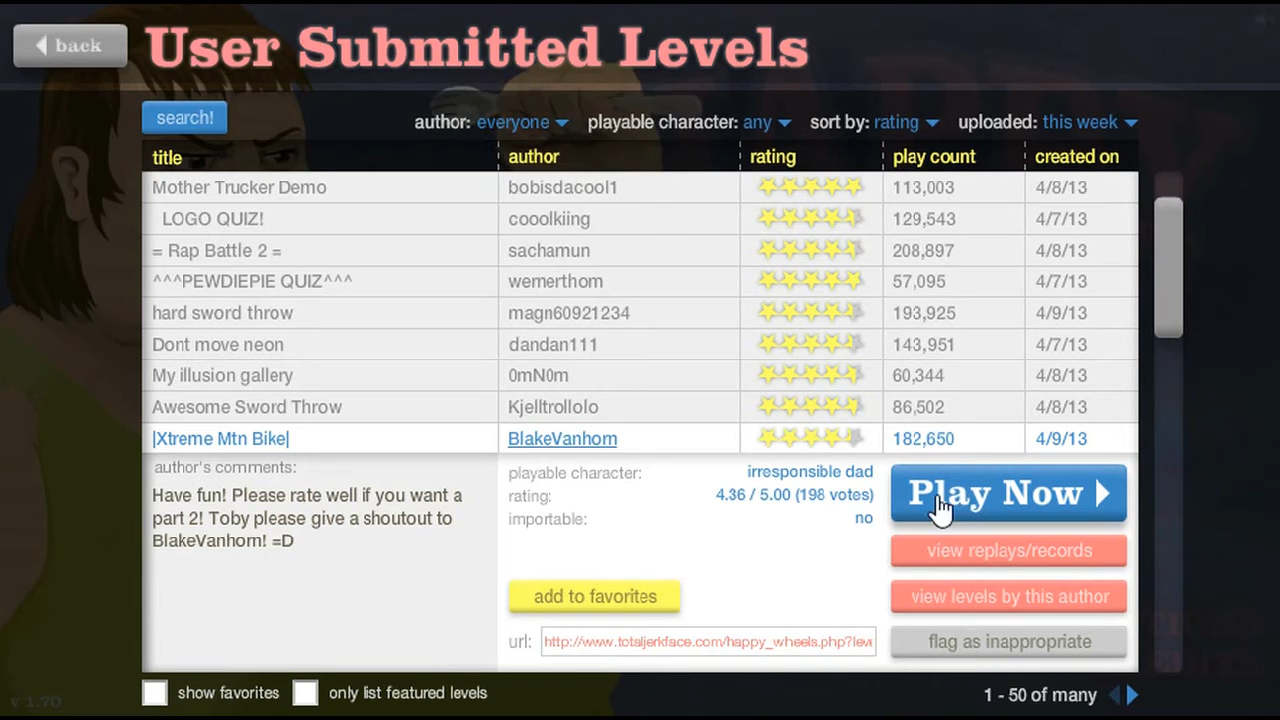 back
User Submitted Levels
search!
author: everyone playable character: any sort by: rating uploaded: this week
title author rating play count created on
Mother Trucker Demo bobisdacool1 113,003 4/8/13
LOGO QUIZ! cooolkiing 129,543 4/7/13
= Rap Battle 2 = sachamun 208,897 4/8/13
^^^PEWDIEPIE QUIZ^^^ wernerthom 57,095 4/7/13
hard sword throw magn60921234 193,925 4/9/13
Dont move neon dandan111 143,951 4/7/13
My illusion gallery 0mN0m 60,344 4/8/13
Awesome Sword Throw Kjelltrollolo 86,502 4/8/13
|Xtreme Mtn Bike| BlakeVanhorn 182,650 4/9/13
author's comments:
Have fun! Please rate well if you want a
part 2! Toby please give a shoutout to
BlakeVanhorn! =D
playable character: irresponsible dad
rating: 4.36 / 5.00 (198 votes)
importable: no
add to favorites
url: http://www.totaljerkface.com/happy_wheels.php?leve
Play Now
view replays/records
view levels by this author
flag as inappropriate
show favorites only list featured levels
1 - 50 of many
v 1.70